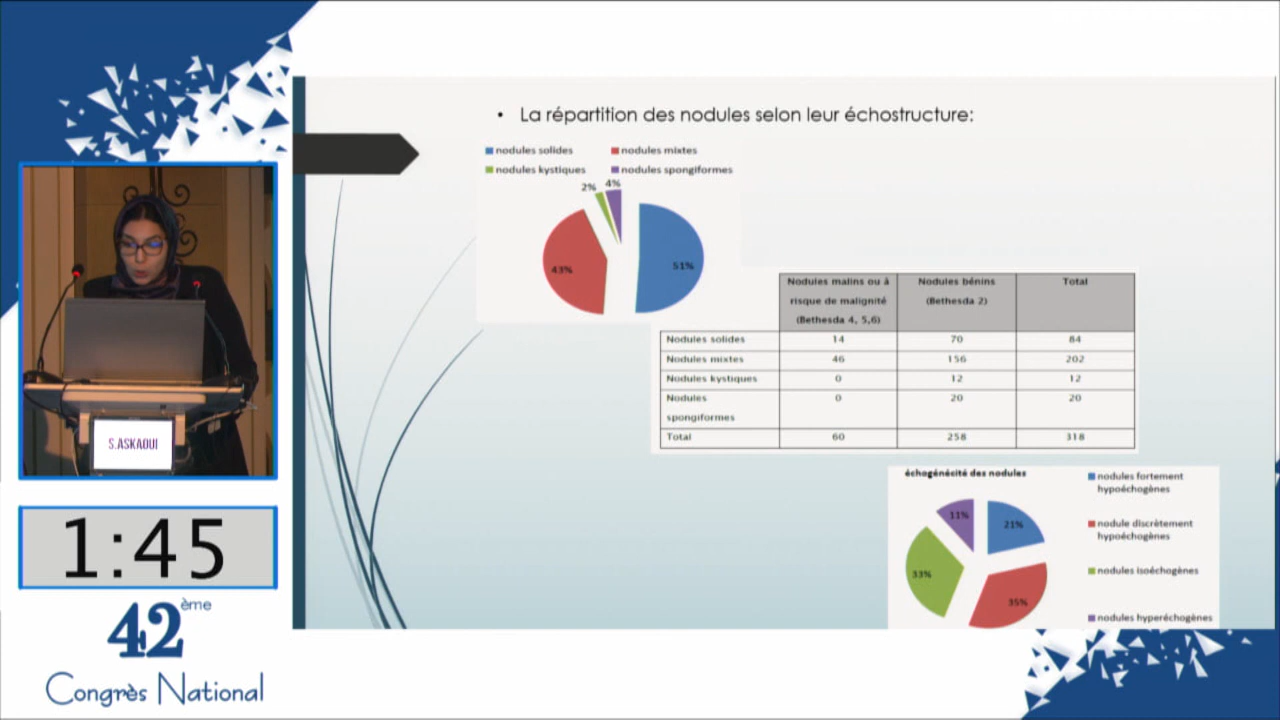 • La répartition des nodules selon leur échostructure:
nodules solides nodules mixtes
nodules kystiques nodules spongiformes
2% 4%
43% 51%
Nodules malins ou à risque de malignité (Bethesda 4, 5,6) Nodules bénins (Bethesda 2) Total
Nodules solides 14 70 84
Nodules mixtes 46 156 202
Nodules kystiques 0 12 12
Nodules spongiformes 0 20 20
Total 60 258 318
échogénécité des nodules
nodules fortement hypoéchogènes
nodule discrètement hypoéchogènes
nodules isoéchogènes
nodules hyperéchogènes
11% 21%
33% 35%
S.ASKAOUI
1:45
42ème
Congrès National